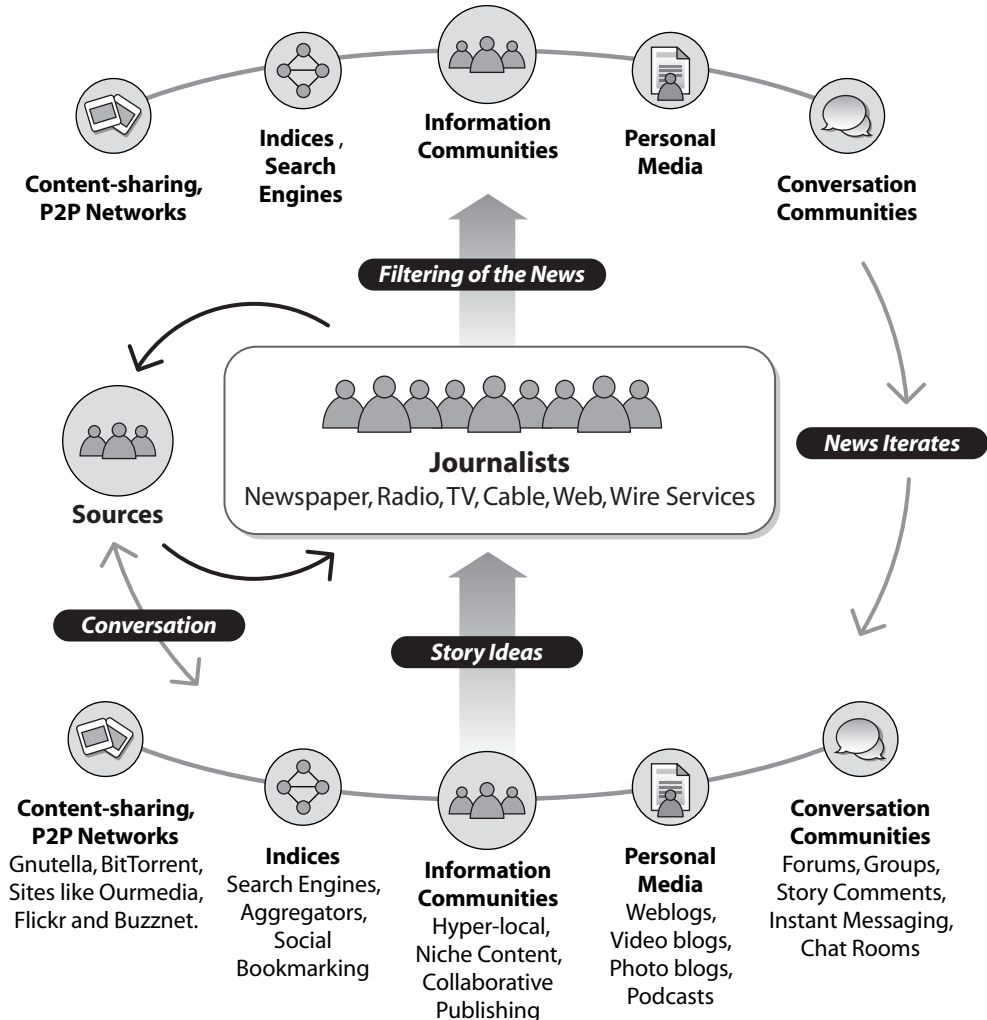 Content-sharing,
P2P Networks
Indices ,
Search
Engines
Information
Communities
Personal
Media
Conversation
Communities
Filtering of the News
Journalists
Newspaper, Radio, TV, Cable, Web, Wire Services
Sources
News Iterates
Conversation
Story Ideas
Content-sharing,
P2P Networks
Gnutella, BitTorrent,
Sites like Ourmedia,
Flickr and Buzznet.
Indices
Search Engines,
Aggregators,
Social
Bookmarking
Information
Communities
Hyper-local,
Niche Content,
Collaborative
Publishing
Personal
Media
Weblogs,
Video blogs,
Photo blogs,
Podcasts
Conversation
Communities
Forums, Groups,
Story Comments,
Instant Messaging,
Chat Rooms